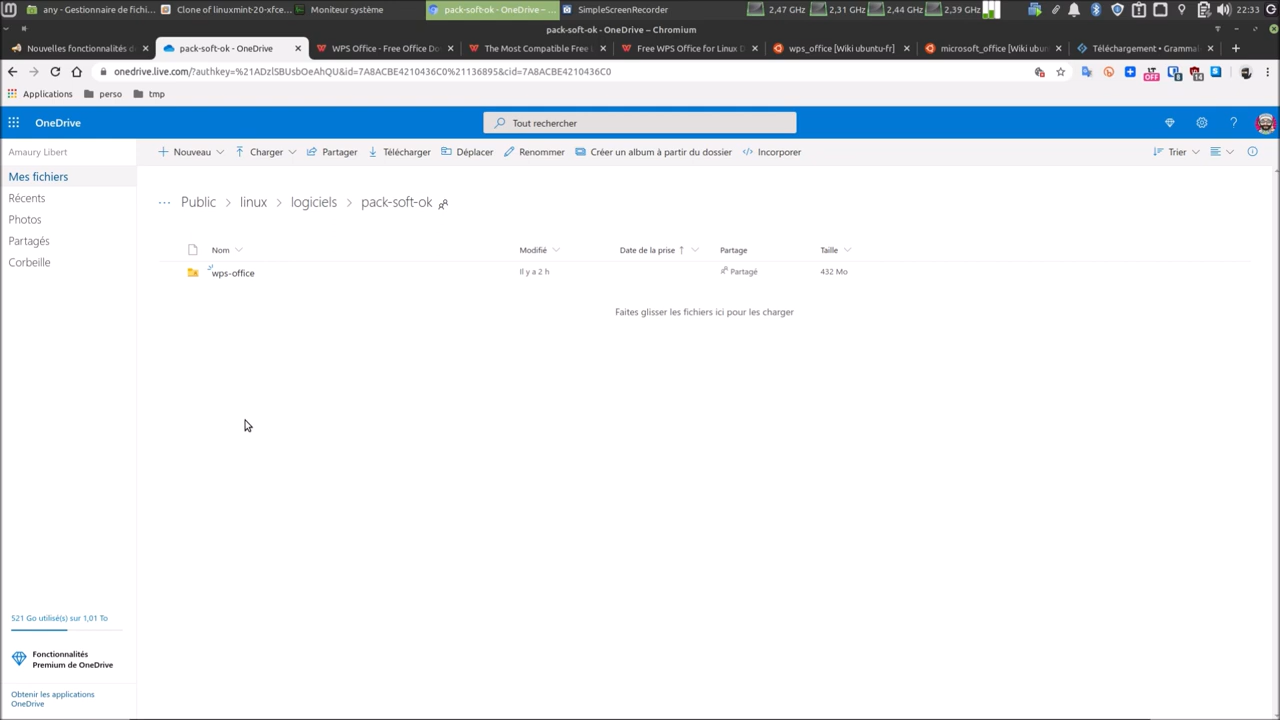 any - Gestionnaire de fichi... Clone of linuxmint-20-xfce... Moniteur système pack-soft-ok - OneDrive –... SimpleScreenRecorder 2,47 GHz 2,31 GHz 2,44 GHz 2,39 GHz 2:33
pack-soft-ok - OneDrive – Chromium
Nouvelles fonctionnalités d pack-soft-ok - OneDrive WPS Office - Free Office Do The Most Compatible Free Free WPS Office for Linux D wps_office [Wiki ubuntu-fr] microsoft_office [Wiki ubun Téléchargement • Gramma
onedrive.live.com/?authkey=%21ADzlSBUsbOeAhQU&id=7A8ACBE4210436C0%21136895&cid=7A8ACBE4210436C0
OFF 8 14
Applications perso tmp
OneDrive Tout rechercher ?
Amaury Libert
Nouveau Charger Partager Télécharger Déplacer Renommer Créer un album à partir du dossier Incorporer Trier
Mes fichiers
Récents
Photos
Partagés
Corbeille
... Public > linux > logiciels > pack-soft-ok
Nom Modifié Date de la prise ↑ Partage Taille
wps-office Il y a 2 h Partagé 432 Mo
Faites glisser les fichiers ici pour les charger
521 Go utilisé(s) sur 1,01 To
Fonctionnalités
Premium de OneDrive
Obtenir les applications
OneDrive